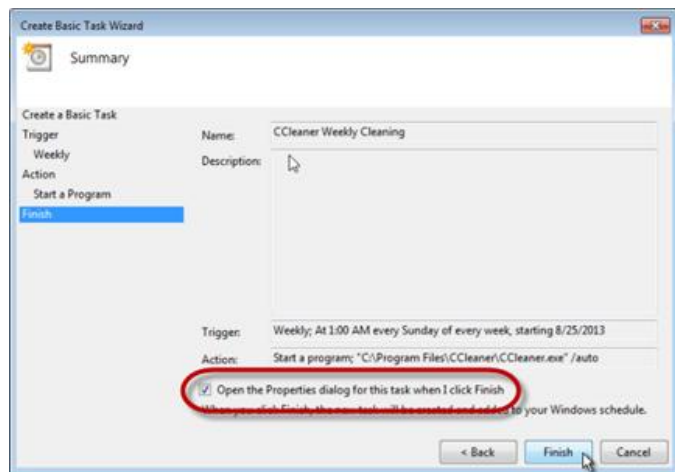 Create Basic Task Wizard
Summary
Create a Basic Task
Trigger
Weekly
Action
Start a Program
Finish
Name: CCleaner Weekly Cleaning
Description:
Trigger: Weekly; At 1:00 AM every Sunday of every week, starting 8/25/2013
Action: Start a program; "C:\Program Files\CCleaner\CCleaner.exe" /auto
Open the Properties dialog for this task when I click Finish
When you click Finish, the new task will be created and added to your Windows schedule.
< Back Finish Cancel